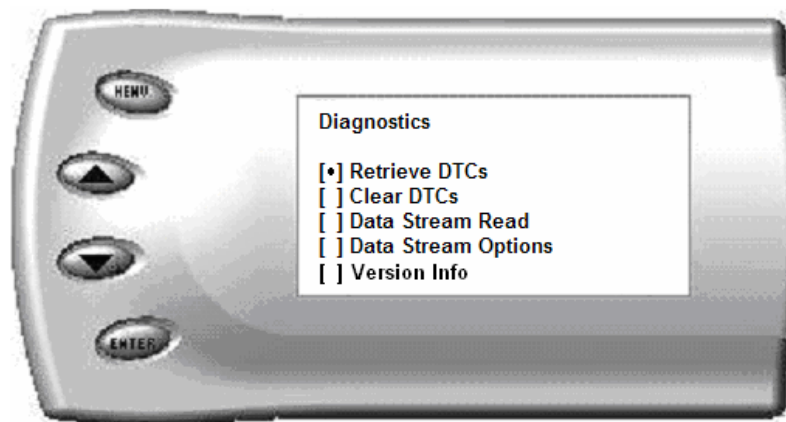 MENU
Diagnostics
[•] Retrieve DTCs
[ ] Clear DTCs
[ ] Data Stream Read
[ ] Data Stream Options
[ ] Version Info
ENTER